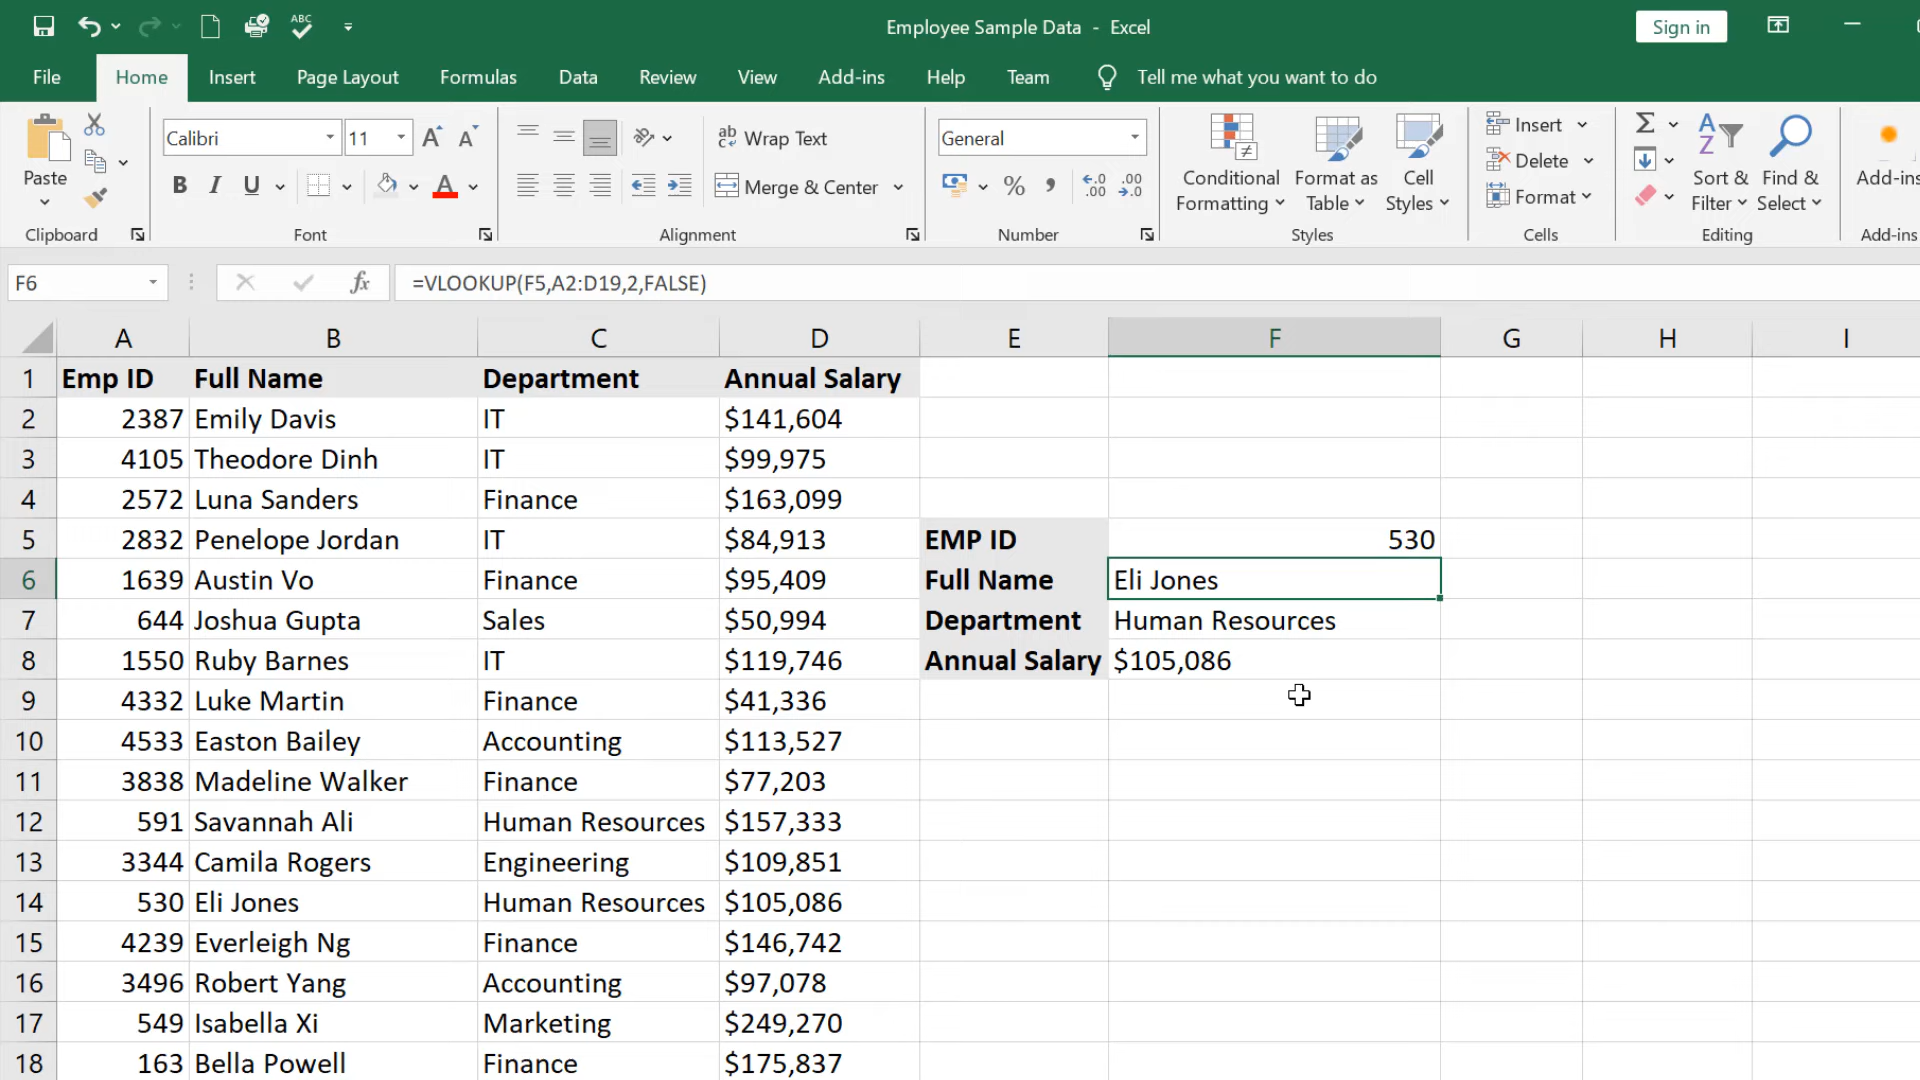 ABC
Employee Sample Data - Excel
Sign in
File Home Insert Page Layout Formulas Data Review View Add-ins Help Team Tell me what you want to do
Paste
Clipboard
Calibri 11 A A
B I U A
Font
ab Wrap Text
Merge & Center
Alignment
General
% .00 .00
Number
Conditional Formatting
Format as Table
Cell Styles
Styles
Insert
Delete
Format
Cells
Sort & Filter
Find & Select
Editing
Add-ins
Add-ins
F6 fx =VLOOKUP(F5,A2:D19,2,FALSE)
A B C D E F G H I
1 Emp ID Full Name Department Annual Salary
2 2387 Emily Davis IT $141,604
3 4105 Theodore Dinh IT $99,975
4 2572 Luna Sanders Finance $163,099
5 2832 Penelope Jordan IT $84,913 EMP ID 530
6 1639 Austin Vo Finance $95,409 Full Name Eli Jones
7 644 Joshua Gupta Sales $50,994 Department Human Resources
8 1550 Ruby Barnes IT $119,746 Annual Salary $105,086
9 4332 Luke Martin Finance $41,336
10 4533 Easton Bailey Accounting $113,527
11 3838 Madeline Walker Finance $77,203
12 591 Savannah Ali Human Resources $157,333
13 3344 Camila Rogers Engineering $109,851
14 530 Eli Jones Human Resources $105,086
15 4239 Everleigh Ng Finance $146,742
16 3496 Robert Yang Accounting $97,078
17 549 Isabella Xi Marketing $249,270
18 163 Bella Powell Finance $175,837